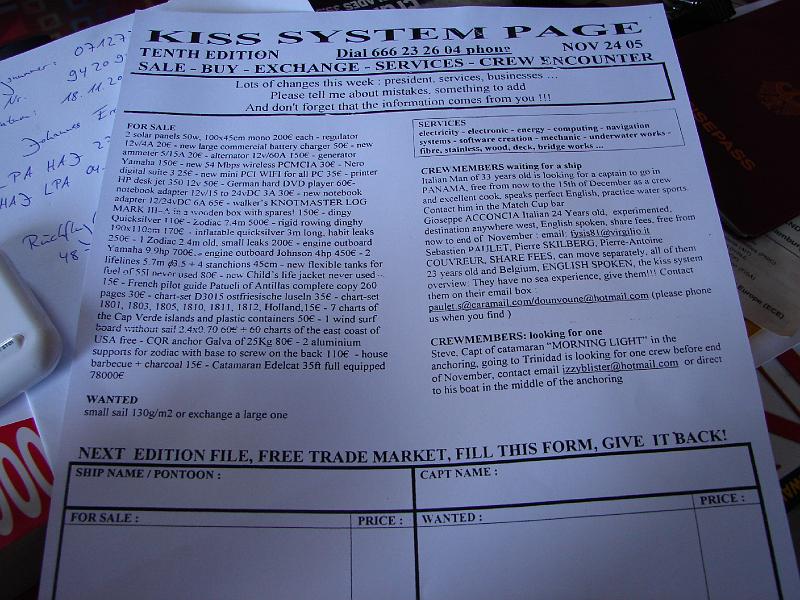 KISS SYSTEM PAGE
TENTH EDITION Dial 666 23 26 04 phone NOV 24 05
SALE - BUY - EXCHANGE - SERVICES - CREW ENCOUNTER
Lots of changes this week : president, services, businesses ...
Please tell me about mistakes, something to add
And don't forget that the information comes from you !!!
FOR SALE
2 solar panels 50w, 100x45cm mono 200€ each - regulator
12v/4A 20€ - new large commercial battery charger 50€ - new
ammeter 5/15A 20€ - alternator 12v/60A 150€ - generator
Yamaha 150€ - new 54 Mbps wireless PCMCIA 30€ - Nero
digital suite 3 25€ - new mini PCI WIFI for all PC 35€ - printer
HP desk jet 350 12v 50€ - German hard DVD player 60€-
notebook adapter 12v/15 to 24vDC 3A 30€ - new notebook
adapter 12/24vDC 6A 65€ - walker's KNOTMASTER LOG
MARK III-A in a wooden box with spares! 150€ - dingy
Quicksilver 110€ - Zodiac 7.4m 500€ - rigid rowing dinghy
190x110cm 170€ - inflatable quicksilver 3m long, habit leaks
250€ - 1 Zodiac 2.4m old, small leaks 200€ - engine outboard
Yamaha 9.9hp 700€.- engine outboard Johnson 4hp 450€ - 2
lifelines 5.7m ϕ3.5 + 4 stanchions 45cm - new flexible tanks for
fuel of 55l never used 80€ - new Child's life jacket never used -
15€ - French pilot guide Patueli of Antillas complete copy 260
pages 30€ - chart-set D3015 ostfriesische luseln 35€ - chart-set
1801, 1803, 1805, 1810, 1811, 1812, Holland,15€ - 7 charts of
the Cap Verde islands and plastic containers 50€ - 1 wind surf
board without sail 2.4x0.70 60€ + 60 charts of the east coast of
USA free - CQR anchor Galva of 25Kg 80€ - 2 aluminium
supports for zodiac with base to screw on the back 110€ - house
barbecue + charcoal 15€ - Catamaran Edelcat 35ft full equipped
78000€
WANTED
small sail 130g/m2 or exchange a large one
SERVICES
electricity - electronic - energy - computing - navigation
systems - software creation - mechanic - underwater works -
fibre, stainless, wood, deck, bridge works ...
CREWMEMBERS waiting for a ship
Italian Man of 33 years old is looking for a captain to go in
PANAMA, free from now to the 15th of December as a crew
and excellent cook, speaks perfect English, practice water sports.
Contact him in the Match Cup bar
Gioseppe ACCONCIA Italian 24 Years old, experimented,
destination anywhere west, English spoken, share fees, free from
now to end of November : email: fysis81@virgilio.it
Sebastien PAULET, Pierre SKILBERG, Pierre-Antoine
COUVREUR, SHARE FEES, can move separately, all of them
23 years old and Belgium, ENGLISH SPOKEN, the kiss system
overview: They have no sea experience, give them!!! Contact
them on their email box :
paulet.s@caramail.com/dounvoune@hotmail.com (please phone
us when you find )
CREWMEMBERS: looking for one
Steve, Capt of catamaran "MORNING LIGHT" in the
anchoring, going to Trinidad is looking for one crew before end
of November, contact email izzyblister@hotmail.com or direct
to his boat in the middle of the anchoring
NEXT EDITION FILE, FREE TRADE MARKET, FILL THIS FORM, GIVE IT BACK!
SHIP NAME / PONTOON : CAPT NAME :
FOR SALE : PRICE : WANTED : PRICE :
07127
9420 9
18.11.20
Johannes
LPA HAJ
HAJ LPA
Rückflug
48.-
SEPASS
Europe (ECE)